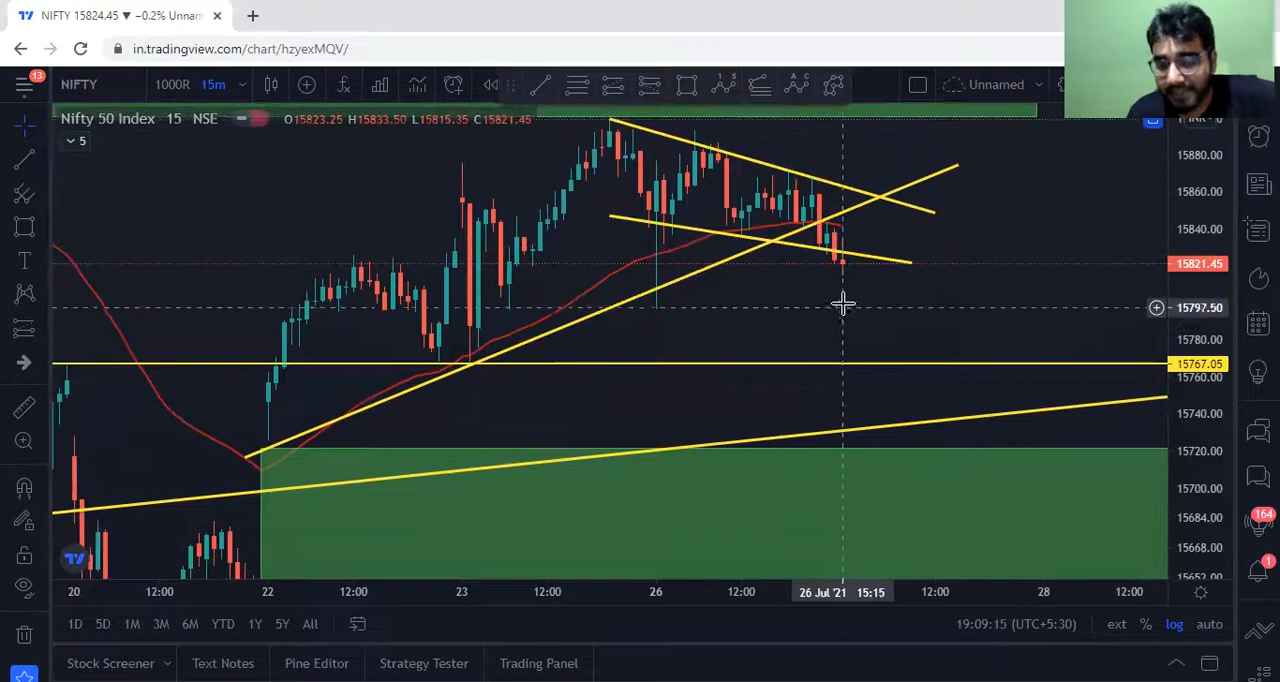 NIFTY 15824.45 ▼ −0.2% Unnam
in.tradingview.com/chart/hzyexMQV/
13
NIFTY 1000R 15m Unnamed
Nifty 50 Index 15 NSE O15823.25 H15833.50 L15815.35 C15821.45
5
15880.00
15860.00
15840.00
15821.45
15797.50
15780.00
15767.05
15760.00
15740.00
15720.00
15700.00
15684.00
15668.00
15652.00
164
1
20 12:00 22 12:00 23 12:00 26 12:00 26 Jul '21 15:15 12:00 28 12:00
1D 5D 1M 3M 6M YTD 1Y 5Y All 19:09:15 (UTC+5:30) ext % log auto
Stock Screener Text Notes Pine Editor Strategy Tester Trading Panel